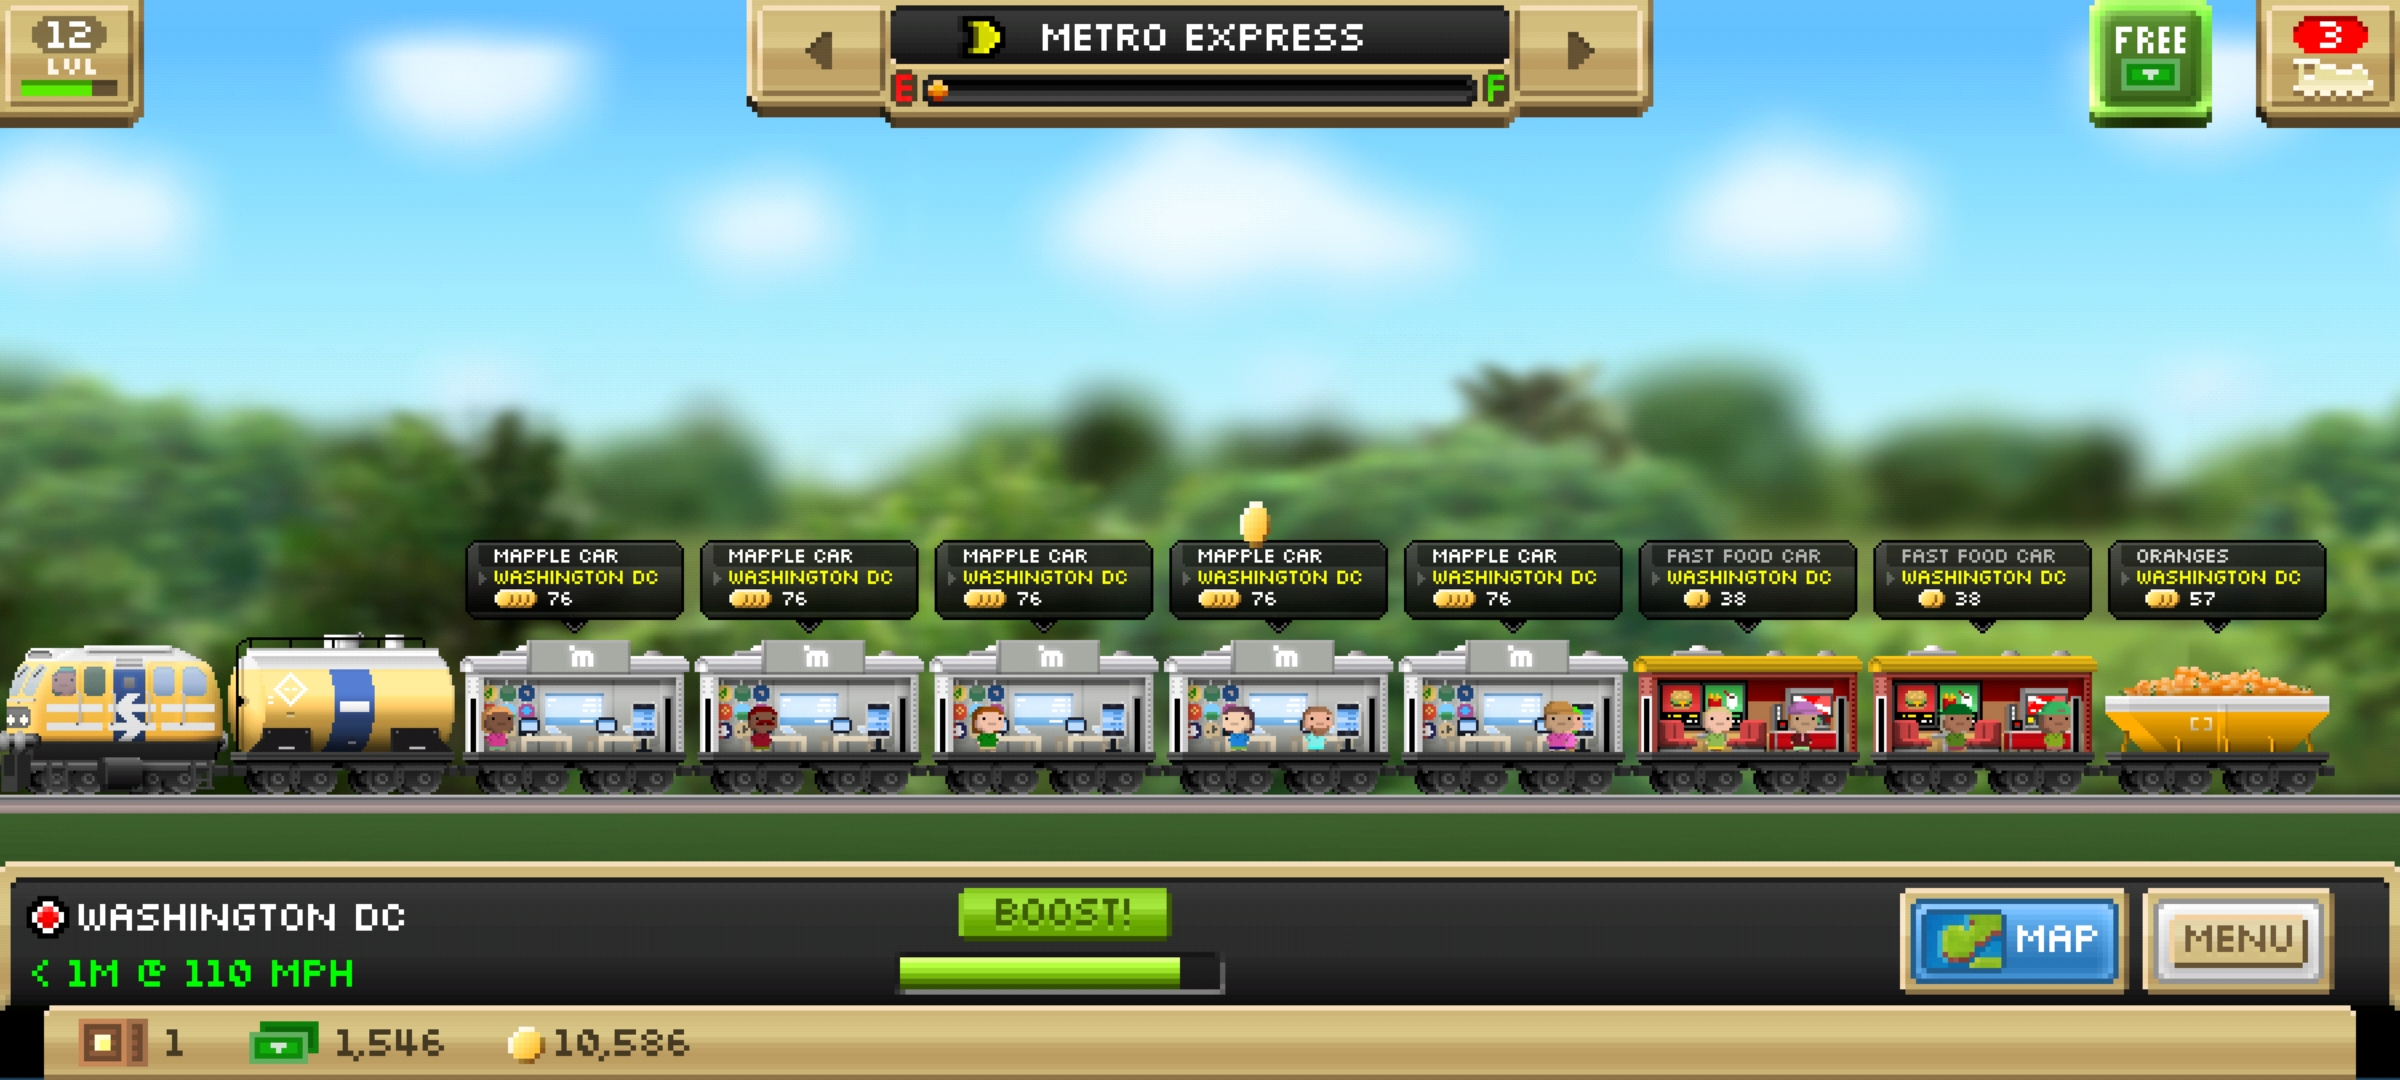 12
LVL
METRO EXPRESS
E F
FREE
3
MAPPLE CAR
WASHINGTON DC
76
MAPPLE CAR
WASHINGTON DC
76
MAPPLE CAR
WASHINGTON DC
76
MAPPLE CAR
WASHINGTON DC
76
MAPPLE CAR
WASHINGTON DC
76
FAST FOOD CAR
WASHINGTON DC
38
FAST FOOD CAR
WASHINGTON DC
38
ORANGES
WASHINGTON DC
57
m
m
m
m
m
WASHINGTON DC
< 1M @ 110 MPH
BOOST!
MAP
MENU
1
1,546
10,586